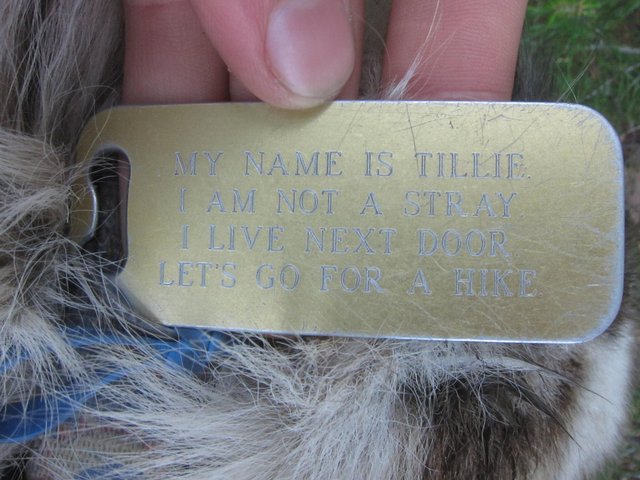 MY NAME IS TILLIE.
I AM NOT A STRAY.
I LIVE NEXT DOOR
LET'S GO FOR A HIKE